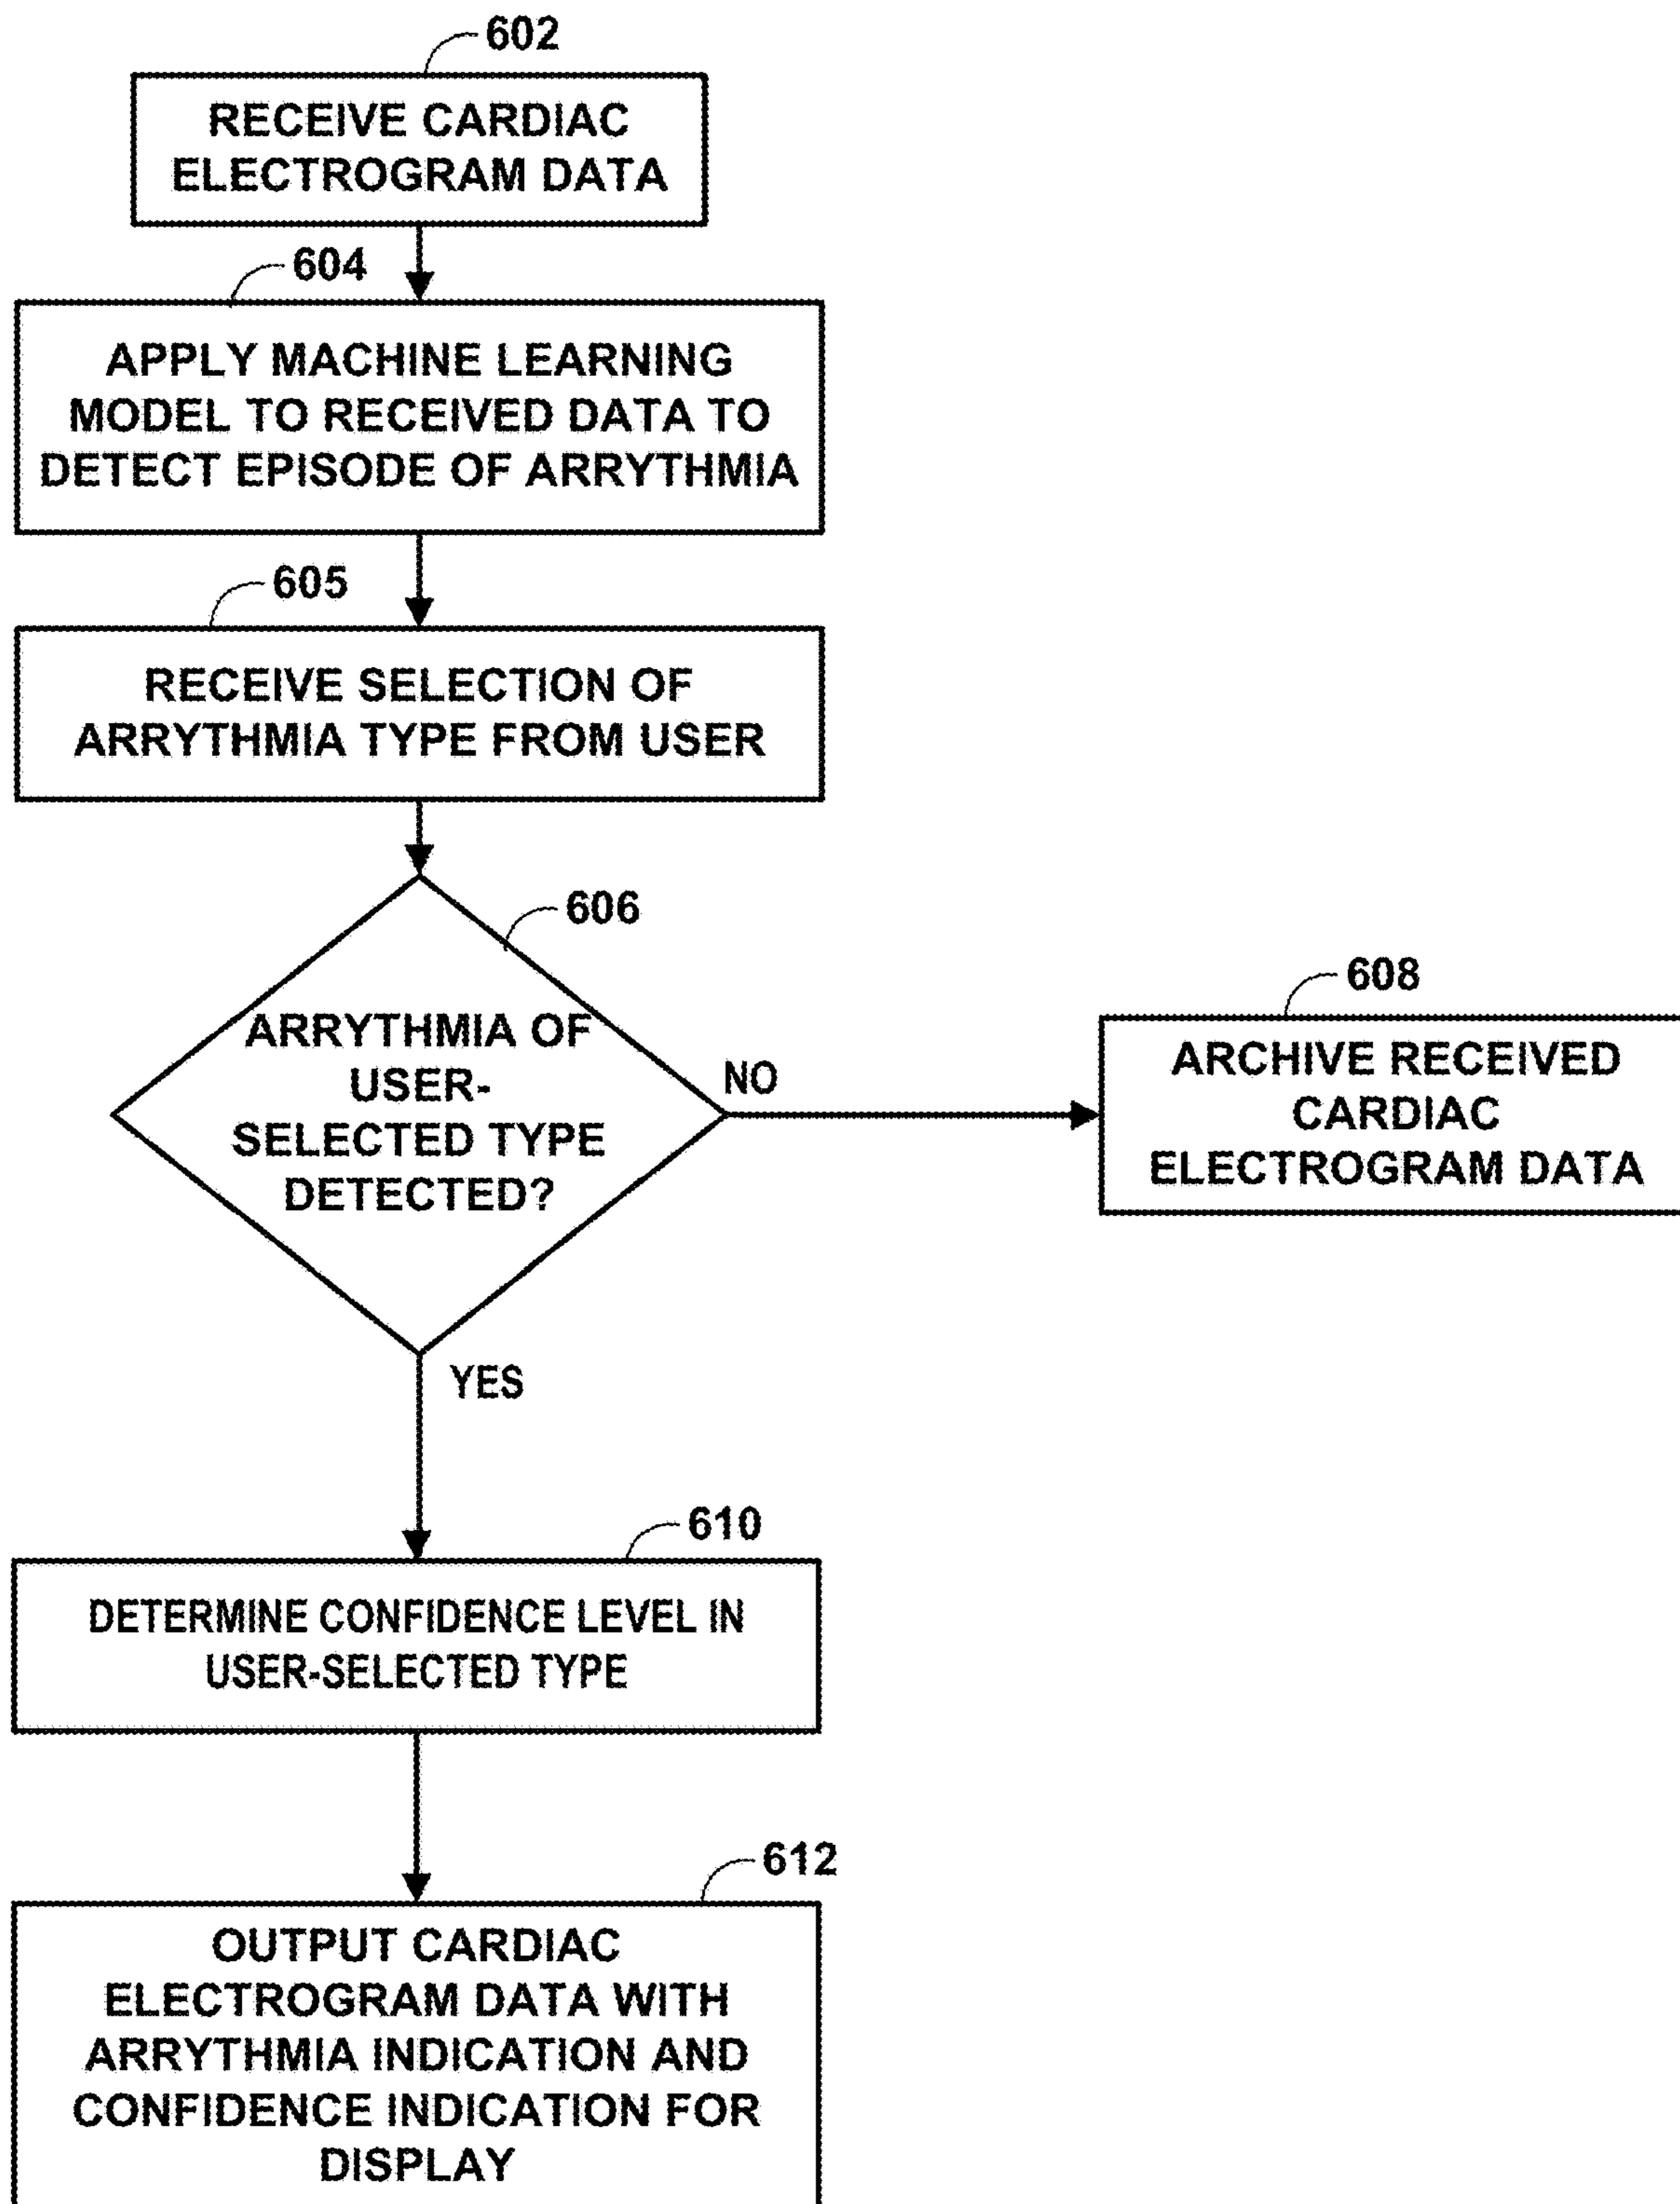 602
RECEIVE CARDIAC
ELECTROGRAM DATA
604
APPLY MACHINE LEARNING
MODEL TO RECEIVED DATA TO
DETECT EPISODE OF ARRYTHMIA
605
RECEIVE SELECTION OF
ARRYTHMIA TYPE FROM USER
606
ARRYTHMIA OF
USER-
SELECTED TYPE
DETECTED?
NO
608
ARCHIVE RECEIVED
CARDIAC
ELECTROGRAM DATA
YES
610
DETERMINE CONFIDENCE LEVEL IN
USER-SELECTED TYPE
612
OUTPUT CARDIAC
ELECTROGRAM DATA WITH
ARRYTHMIA INDICATION AND
CONFIDENCE INDICATION FOR
DISPLAY